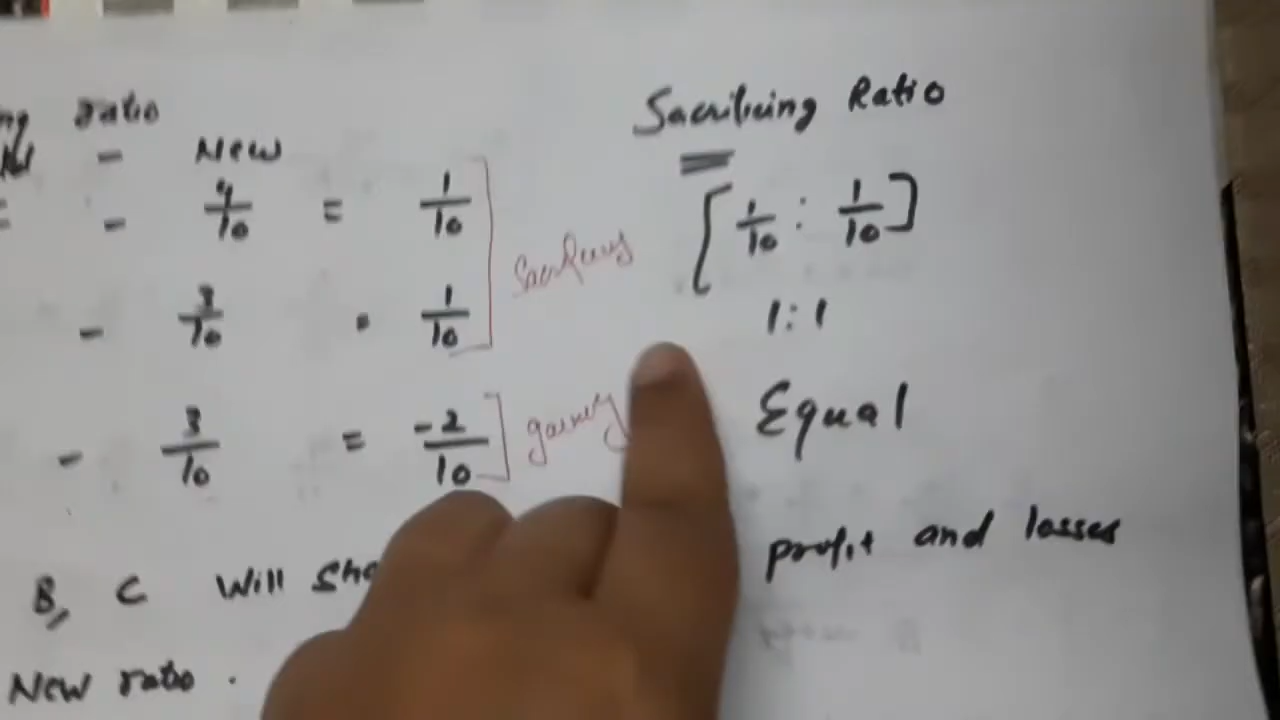 ratio
- New
= - 4/10 = 1/10
- 3/10 = 1/10
- 3/10 = -2/10
Sacrificing
gaining
Sacrificing Ratio
[1/10 : 1/10]
1:1
Equal
B, C Will Sha profit and losses
New ratio.